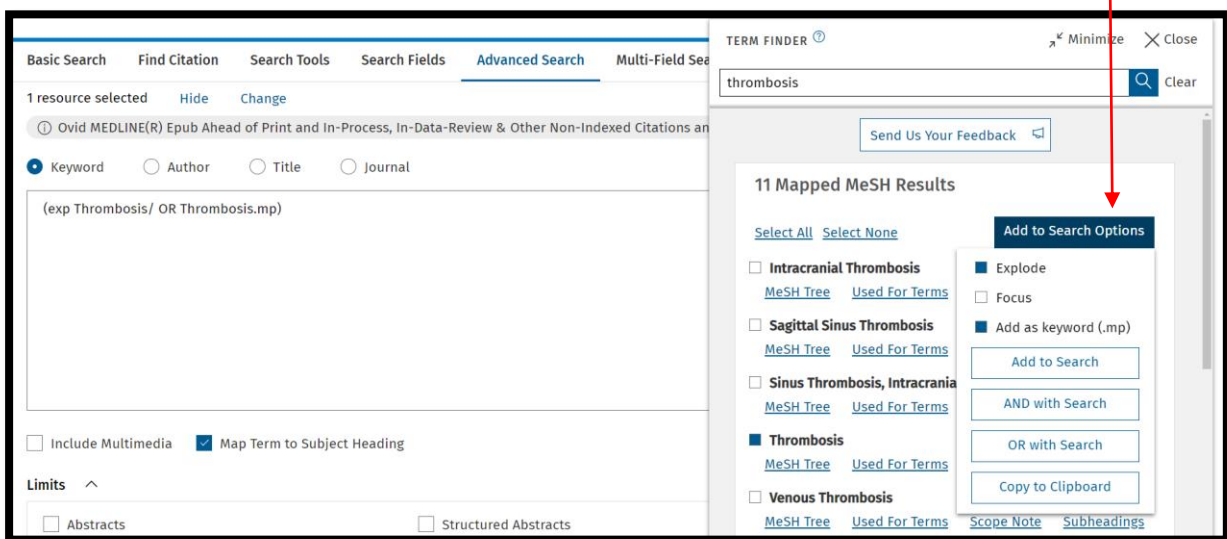 Basic Search Find Citation Search Tools Search Fields Advanced Search Multi-Field Sea
1 resource selected Hide Change
Ovid MEDLINE(R) Epub Ahead of Print and In-Process, In-Data-Review & Other Non-Indexed Citations an
Keyword Author Title Journal
(exp Thrombosis/ OR Thrombosis.mp)
Include Multimedia Map Term to Subject Heading
Limits
Abstracts Structured Abstracts
TERM FINDER ? Minimize Close
thrombosis Clear
Send Us Your Feedback
11 Mapped MeSH Results
Select All Select None Add to Search Options
Intracranial Thrombosis
MeSH Tree Used For Terms
Sagittal Sinus Thrombosis
MeSH Tree Used For Terms
Sinus Thrombosis, Intracrania
MeSH Tree Used For Terms
Thrombosis
MeSH Tree Used For Terms
Venous Thrombosis
MeSH Tree Used For Terms Scope Note Subheadings
Explode
Focus
Add as keyword (.mp)
Add to Search
AND with Search
OR with Search
Copy to Clipboard